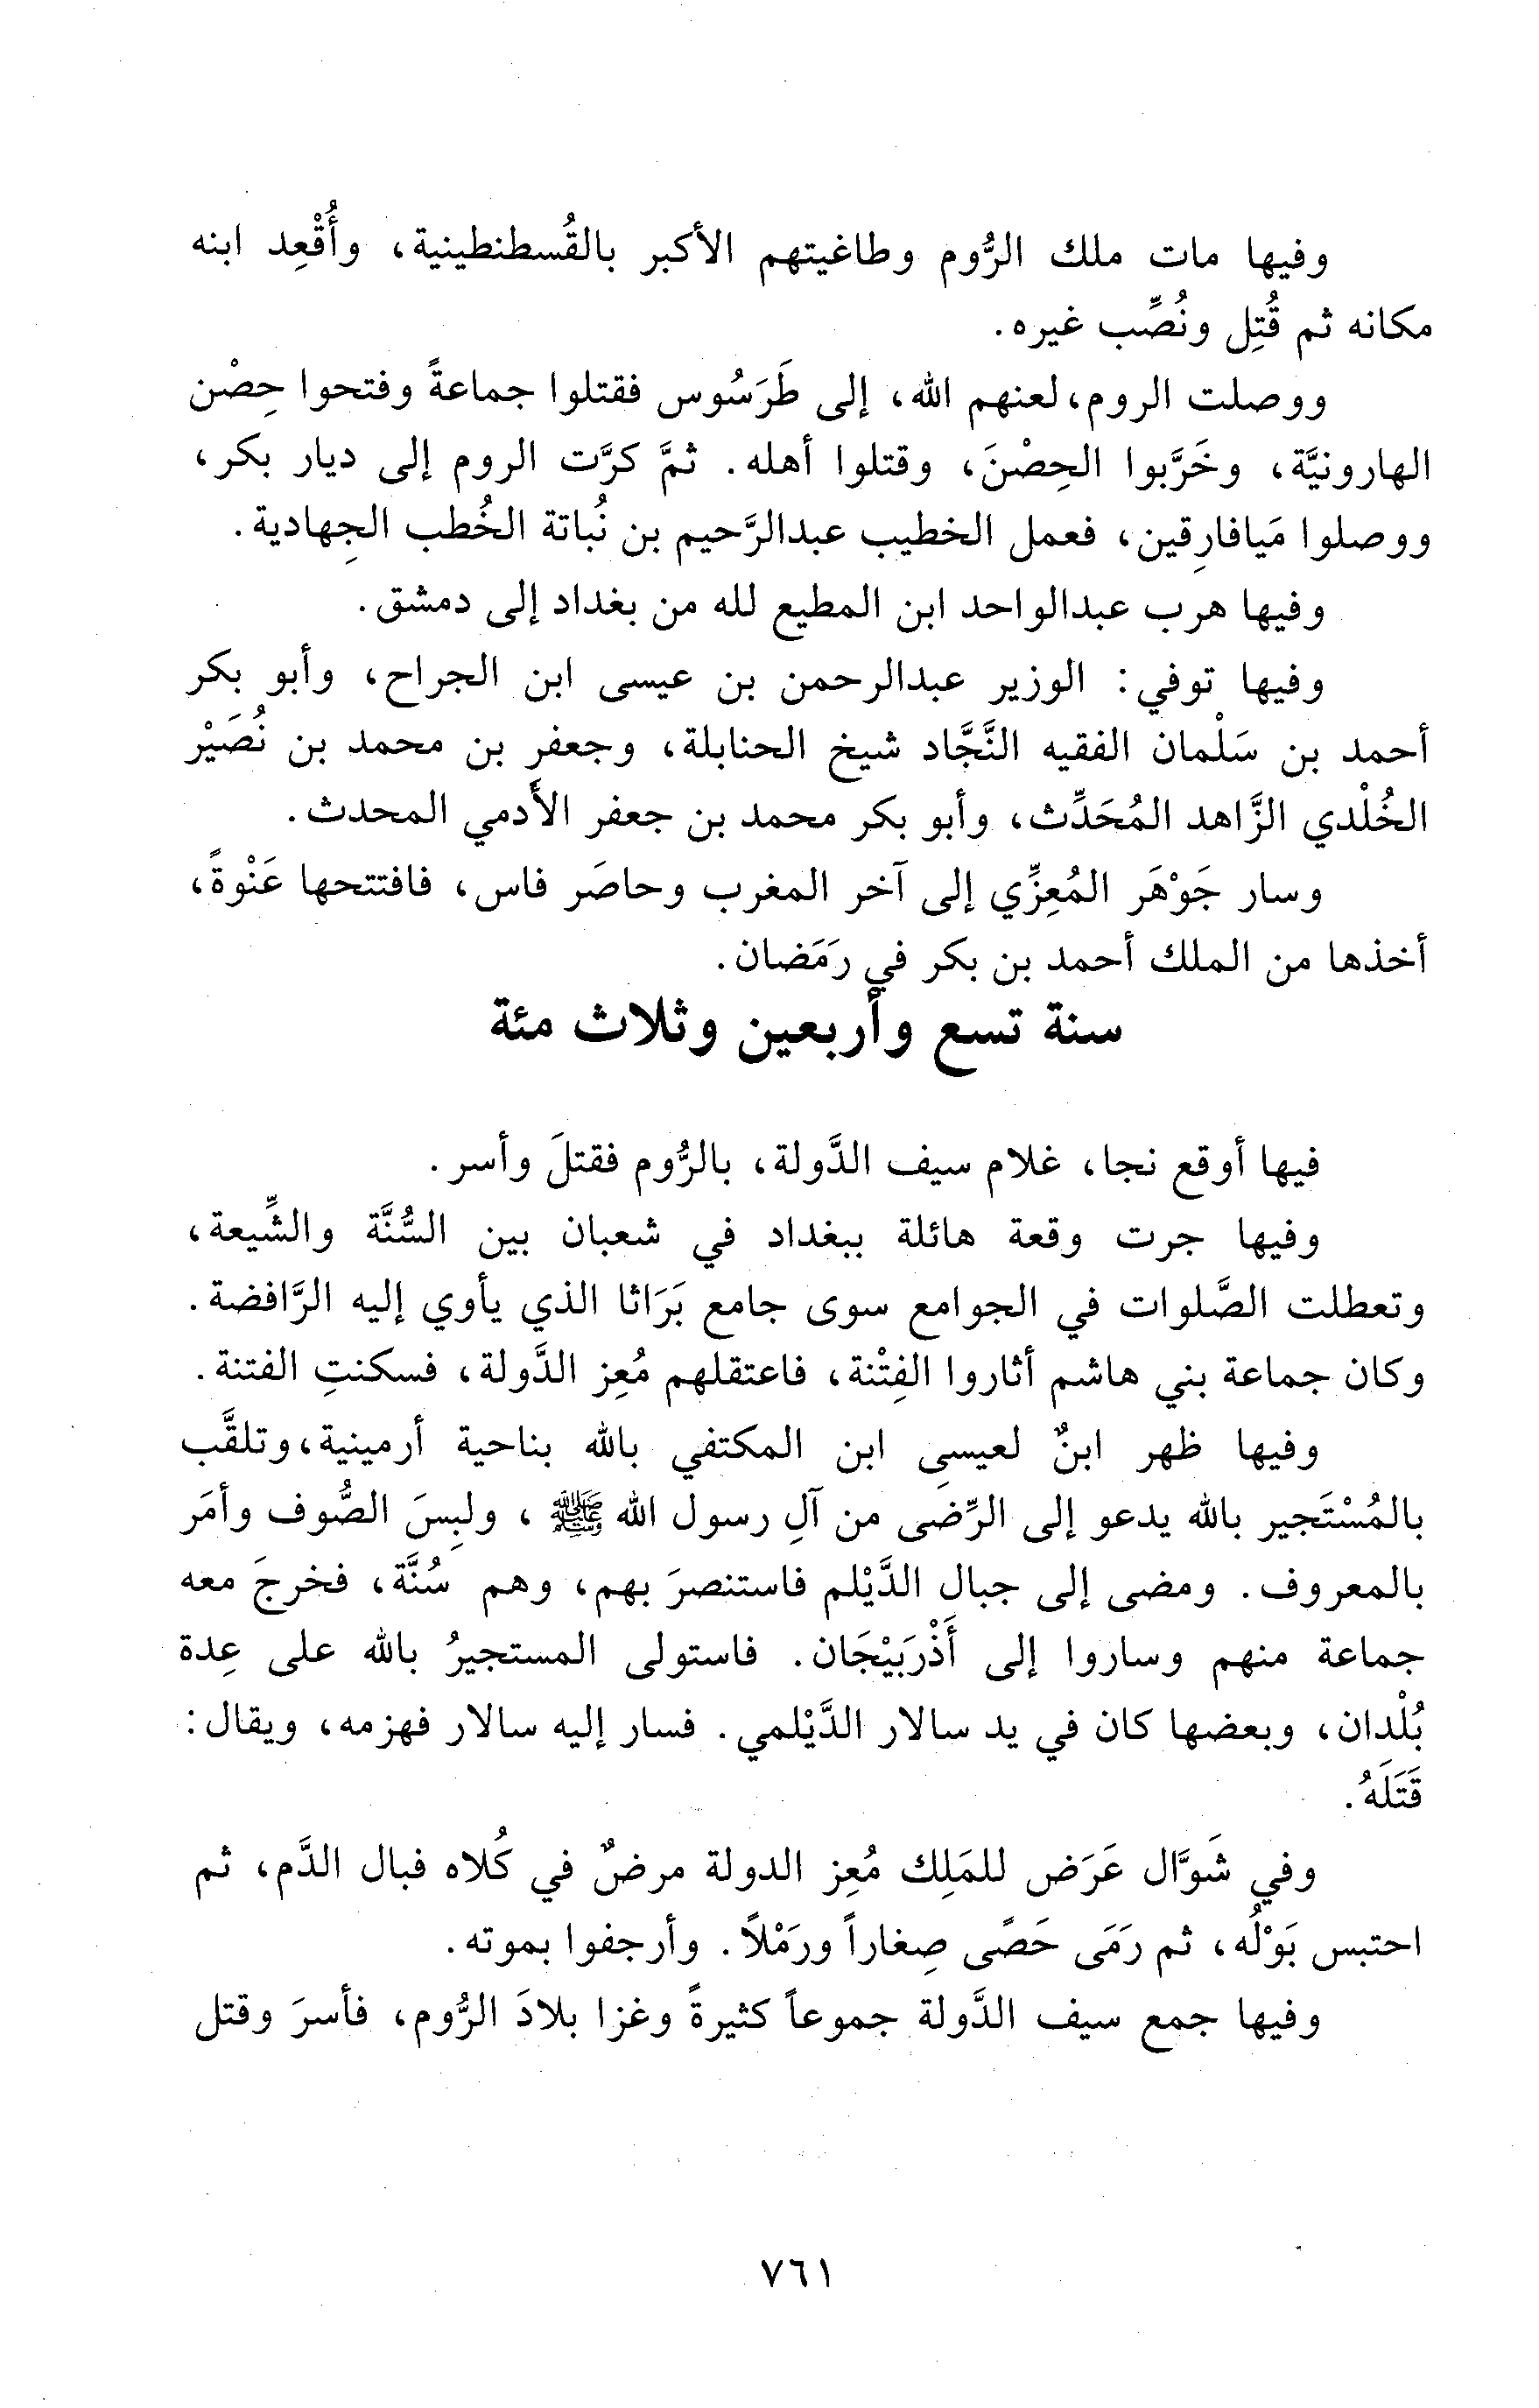 وفيها مات ملك الرُّوم وطاغيتهم الأكبر بالقُسطنطينية، وأُقْعِد ابنه
مكانه ثم قُتِل ونُصِّب غيره.
ووصلت الروم، لعنهم الله، إلى طَرَسُوس فقتلوا جماعةً وفتحوا حِصْن
الهارونيَّة، وخَرَّبوا الحِصْنَ، وقتلوا أهله. ثمَّ كرَّت الروم إلى ديار بكر،
ووصلوا مَيافارِقين، فعمل الخطيب عبدالرَّحيم بن نُباتة الخُطب الجِهادية.
وفيها هرب عبدالواحد ابن المطيع لله من بغداد إلى دمشق.
وفيها توفي: الوزير عبدالرحمن بن عيسى ابن الجراح، وأبو بكر
أحمد بن سَلْمان الفقيه النَّجَّاد شيخ الحنابلة، وجعفر بن محمد بن نُصَيْر
الخُلْدي الزَّاهد المُحَدِّث، وأبو بكر محمد بن جعفر الأَدمي المحدث.
وسار جَوْهَر المُعِزِّي إلى آخر المغرب وحاصَر فاس، فافتتحها عَنْوةً،
أخذها من الملك أحمد بن بكر في رَمَضان.
سنة تسع وأربعين وثلاث مئة
فيها أوقع نجا، غلام سيف الدَّولة، بالرُّوم فقتلَ وأسر.
وفيها جرت وقعة هائلة ببغداد في شعبان بين السُّنَّة والشِّيعة،
وتعطلت الصَّلوات في الجوامع سوى جامع بَرَاثا الذي يأوي إليه الرَّافضة.
وكان جماعة بني هاشم أثاروا الفِتْنة، فاعتقلهم مُعِز الدَّولة، فسكنتِ الفتنة.
وفيها ظهر ابنٌ لعيسى ابن المكتفي بالله بناحية أرمينية، وتلقَّب
بالمُسْتَجير بالله يدعو إلى الرِّضى من آلِ رسول الله ﷺ، ولبِسَ الصُّوف وأمَر
بالمعروف. ومضى إلى جبال الدَّيْلم فاستنصرَ بهم، وهم سُنَّة، فخرجَ معه
جماعة منهم وساروا إلى أَذْرَبَيْجَان. فاستولى المستجيرُ بالله على عِدة
بُلْدان، وبعضها كان في يد سالار الدَّيْلمي. فسار إليه سالار فهزمه، ويقال:
قَتَلَهُ.
وفي شَوَّال عَرَض للمَلِك مُعِز الدولة مرضٌ في كُلاه فبال الدَّم، ثم
احتبس بَوْلُه، ثم رَمَى حَصًى صِغاراً ورَمْلاً. وأرجفوا بموته.
وفيها جمع سيف الدَّولة جموعاً كثيرةً وغزا بلادَ الرُّوم، فأسرَ وقتل
٧٦١